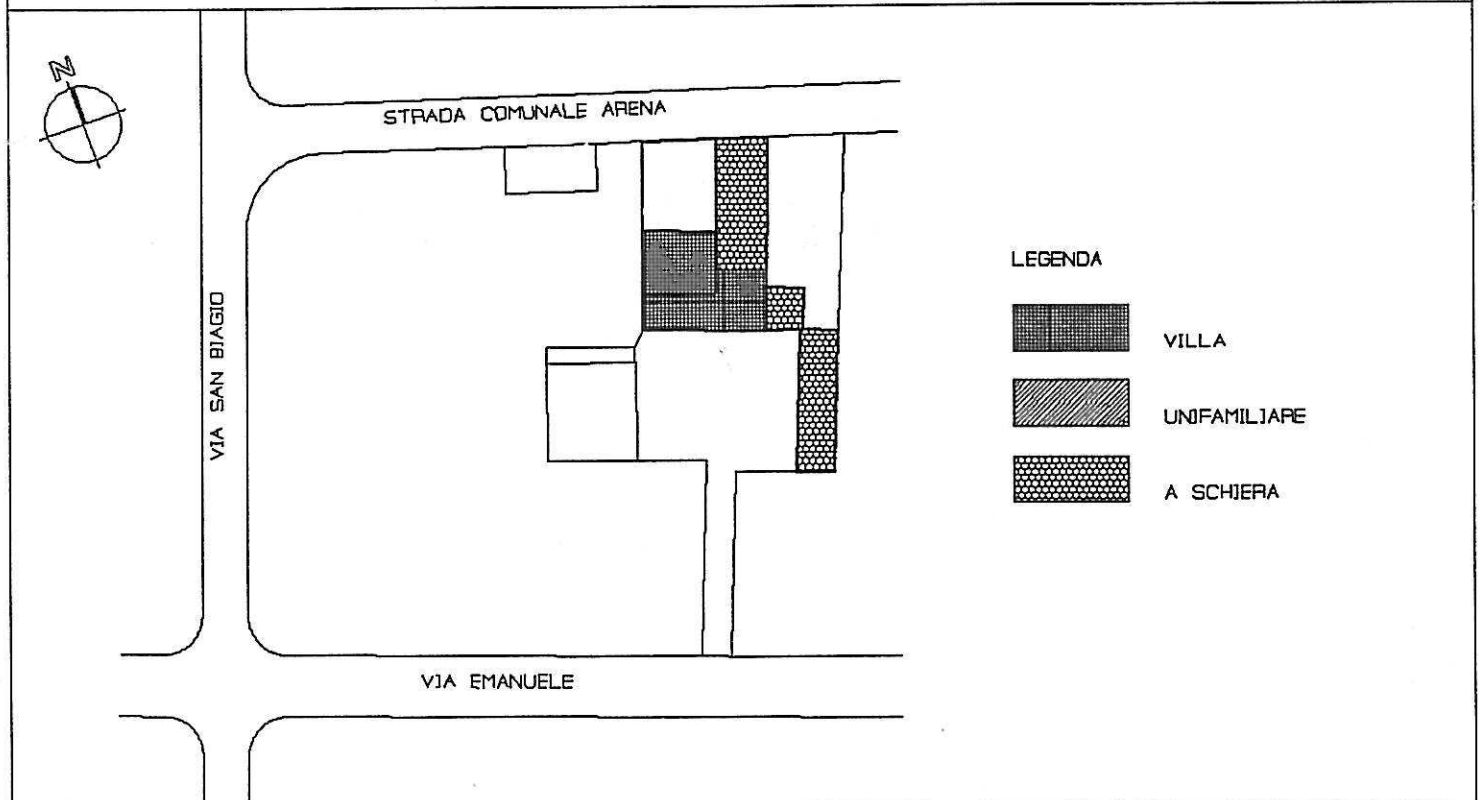 N
STRADA COMUNALE ARENA
VIA SAN BIAGIO
VIA EMANUELE
LEGENDA
VILLA
UNIFAMILIARE
A SCHIERA